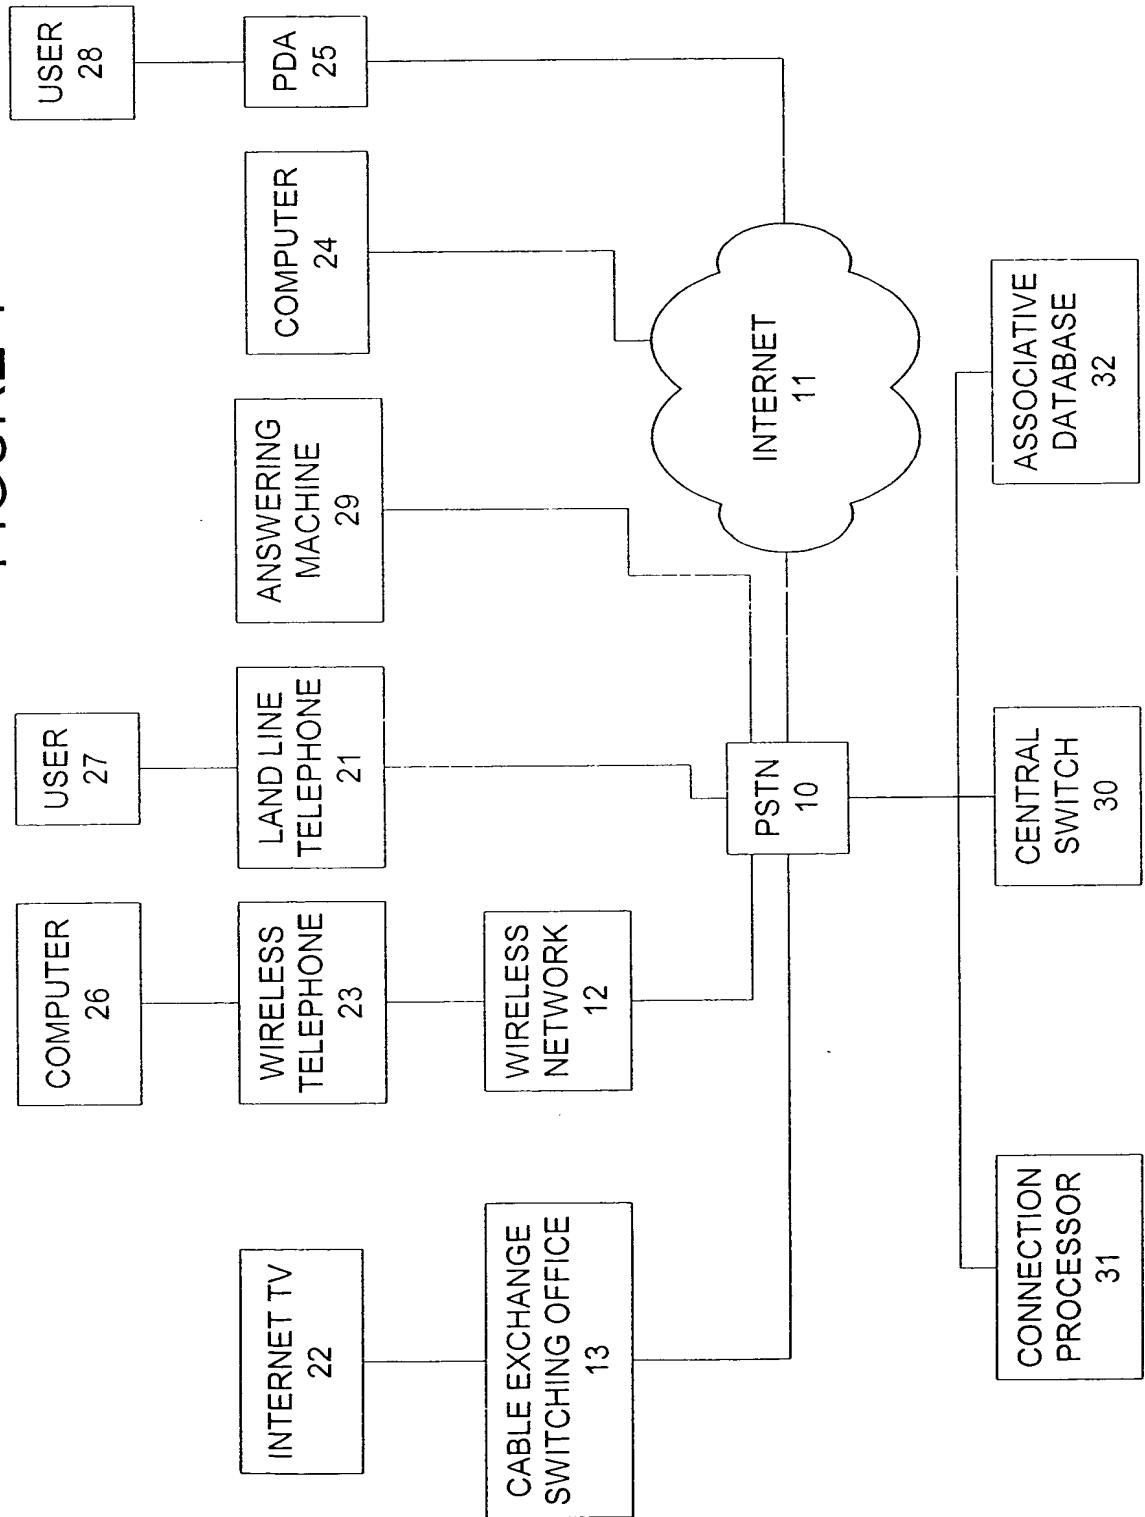 FIGURE
COMPUTER
26
USER
27
USER
28
INTERNET TV
22
WIRELESS
TELEPHONE
23
LAND LINE
TELEPHONE
21
ANSWERING
MACHINE
29
COMPUTER
24
PDA
25
CABLE EXCHANGE
SWITCHING OFFICE
13
WIRELESS
NETWORK
12
PSTN
10
INTERNET
11
CONNECTION
PROCESSOR
31
CENTRAL
SWITCH
30
ASSOCIATIVE
DATABASE
32